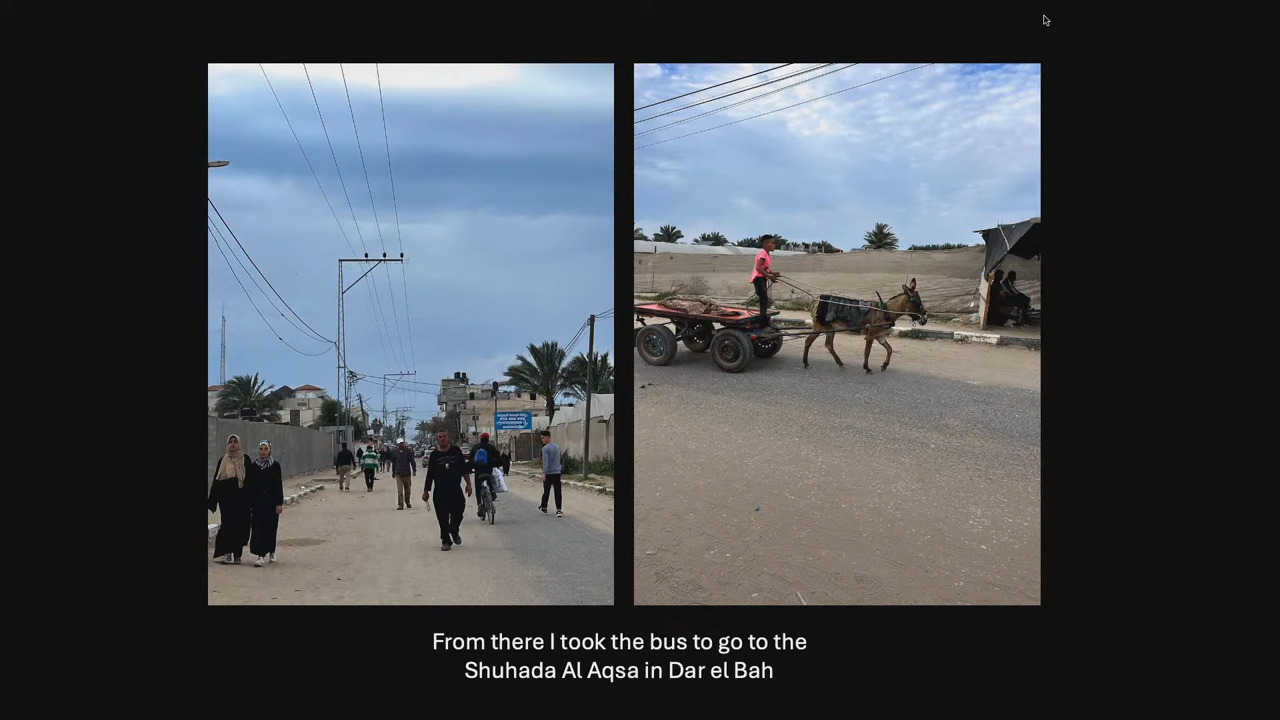 From there I took the bus to go to the
Shuhada Al Aqsa in Dar el Bah